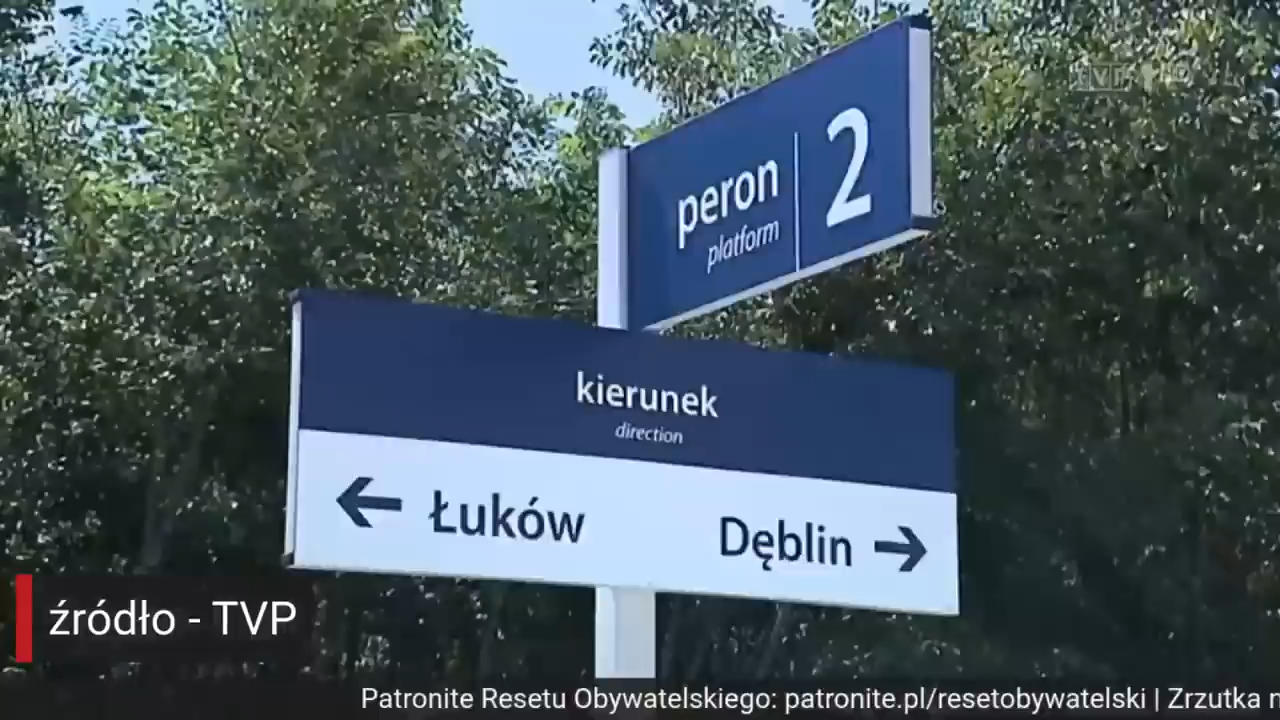 peron
platform
2
kierunek
direction
← Łuków
Dęblin →
źródło - TVP
Patronite Resetu Obywatelskiego: patronite.pl/resetobywatelski | Zrzutka